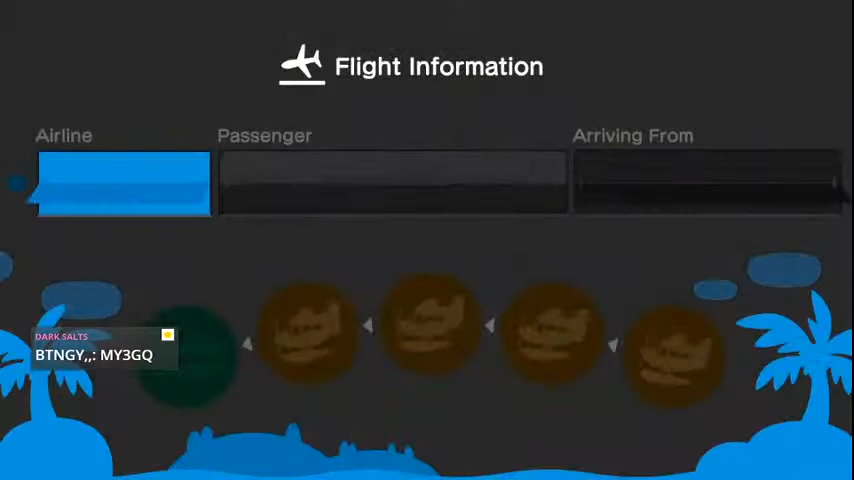 Flight Information
Airline
Passenger
Arriving From
DARK SALTS
BTNGY,,: MY3GQ